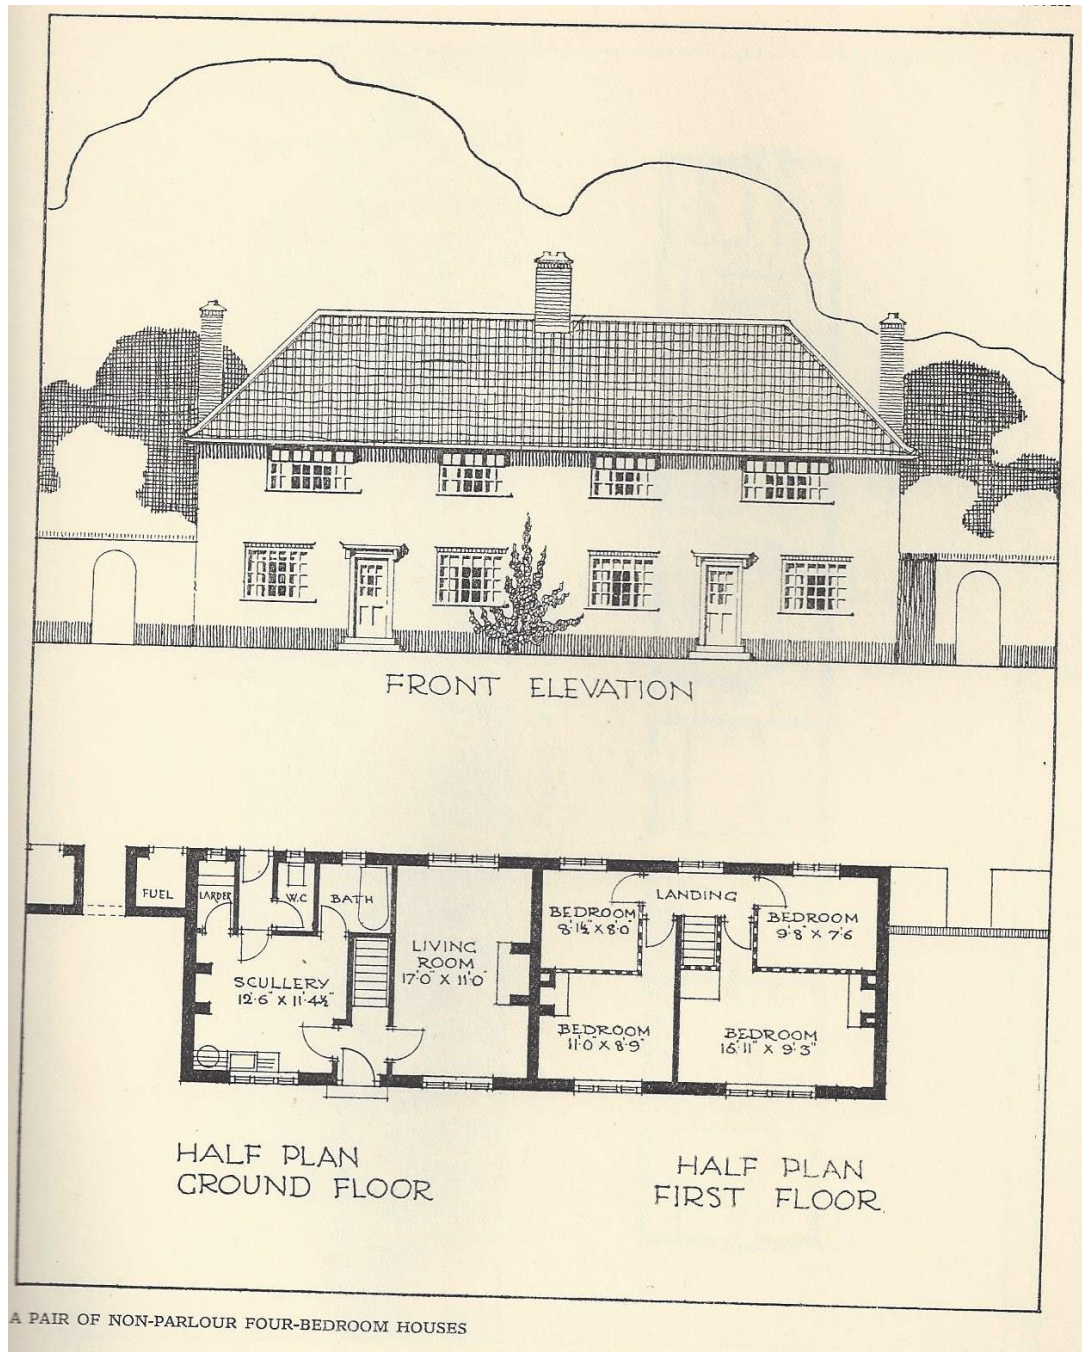 FRONT ELEVATION
FUEL
LARDER
W.C
BATH
LIVING
ROOM
17'·0" X 11'·0"
SCULLERY
12'·6" X 11'·4½"
LANDING
BEDROOM
8'·1½" X 8'·0"
BEDROOM
9'·8" X 7'·6
BEDROOM
11'·0" X 8'·9"
BEDROOM
15'·11" X 9'·3"
HALF PLAN
GROUND FLOOR
HALF PLAN
FIRST FLOOR.
A PAIR OF NON-PARLOUR FOUR-BEDROOM HOUSES